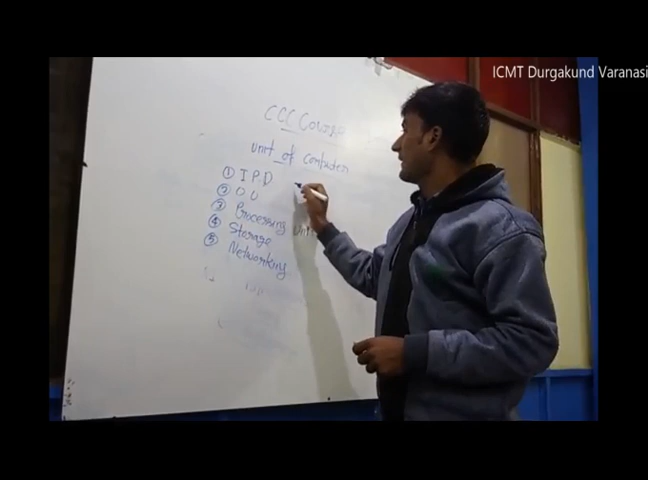 ICMT Durgakund Varanasi
CCC Course
Unit of Computer
① I P D
② O U
③ Processing Unit
④ Storage
⑤ Networking